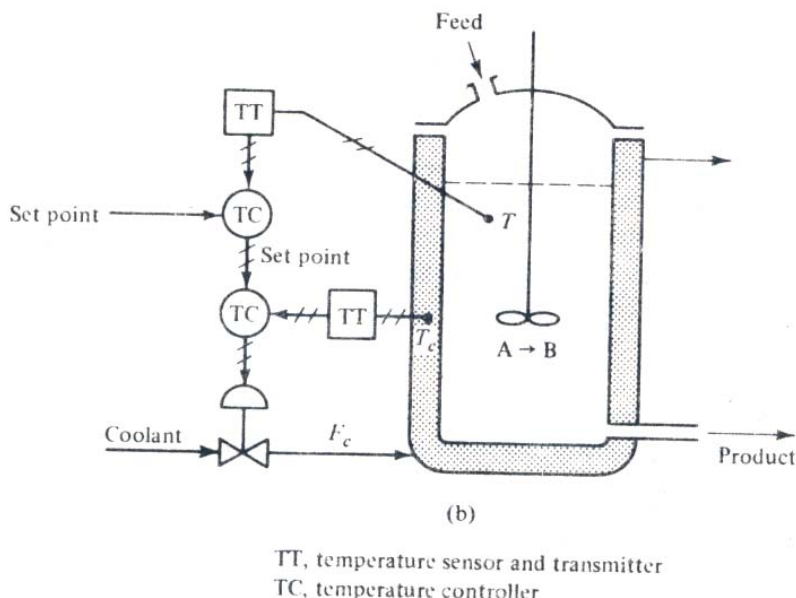 Feed
TT
Set point
TC
T
Set point
TC
TT
T_c
A → B
Coolant
F_c
Product
(b)
TT, temperature sensor and transmitter
TC, temperature controller